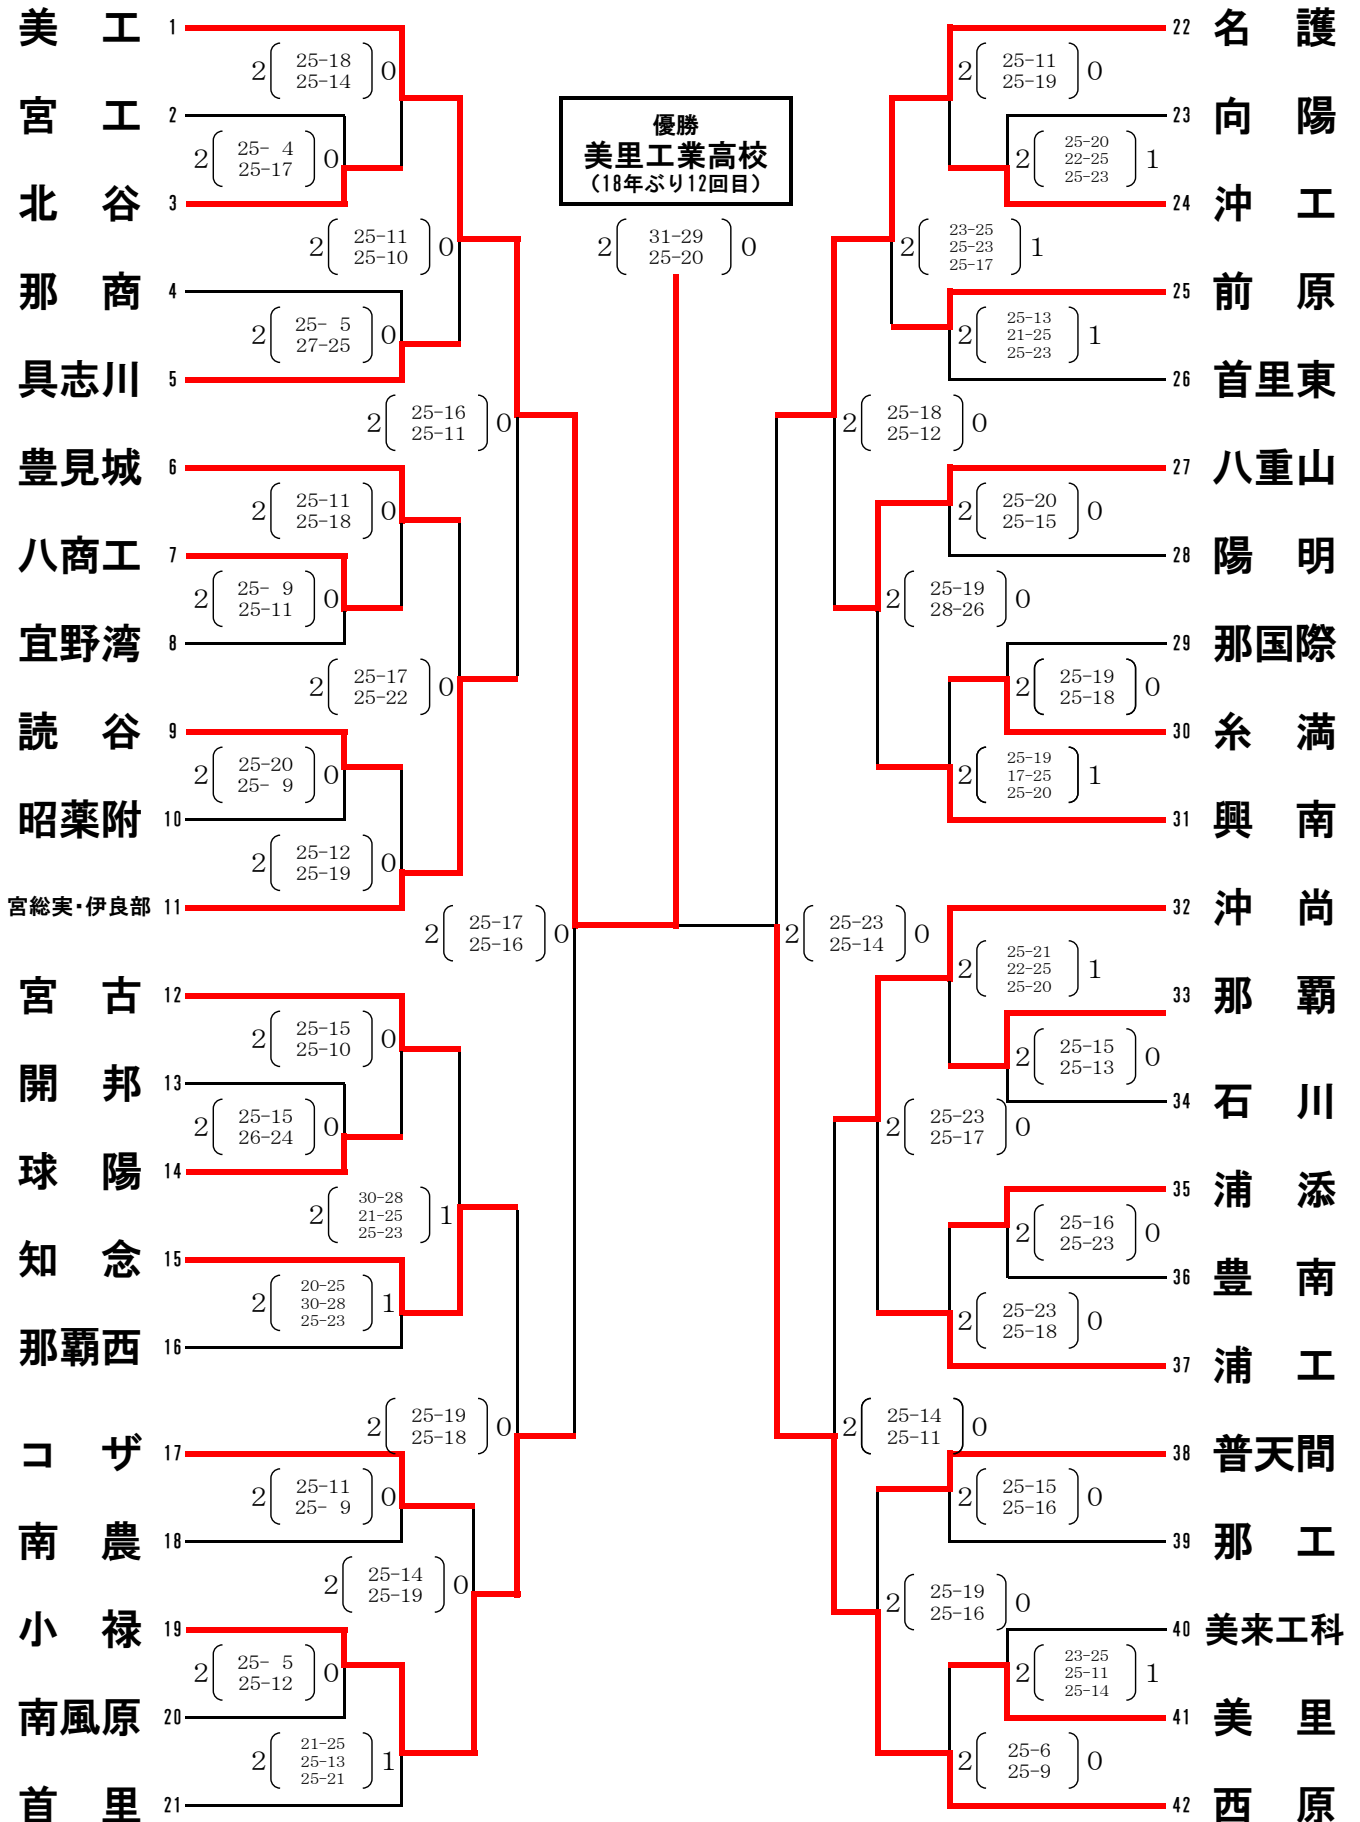 美 工 1
2 25-18 0
25-14
宮 工 2
2 25- 4 0
25-17
北 谷 3
2 25-11 0
25-10
那 商 4
2 25- 5 0
27-25
具志川 5
2 25-16 0
25-11
豊見城 6
2 25-11 0
25-18
八商工 7
2 25- 9 0
25-11
宜野湾 8
2 25-17 0
25-22
読 谷 9
2 25-20 0
25- 9
昭薬附 10
2 25-12 0
25-19
宮総実・伊良部 11
2 25-17 0
25-16
宮 古 12
2 25-15 0
25-10
開 邦 13
2 25-15 0
26-24
球 陽 14
2 30-28 1
21-25
25-23
知 念 15
2 20-25 1
30-28
25-23
那覇西 16
2 25-19 0
25-18
コ ザ 17
2 25-11 0
25- 9
南 農 18
2 25-14 0
25-19
小 禄 19
2 25- 5 0
25-12
南風原 20
2 21-25 1
25-13
25-21
首 里 21
優勝
美里工業高校
（18年ぶり12回目）
2 31-29 0
25-20
22 名 護
2 25-11 0
25-19
23 向 陽
2 25-20 1
22-25
25-23
24 沖 工
2 23-25 1
25-23
25-17
25 前 原
2 25-13 1
21-25
25-23
26 首里東
2 25-18 0
25-12
27 八重山
2 25-20 0
25-15
28 陽 明
2 25-19 0
28-26
29 那国際
2 25-19 0
25-18
30 糸 満
2 25-19 1
17-25
25-20
31 興 南
2 25-23 0
25-14
32 沖 尚
2 25-21 1
22-25
25-20
33 那 覇
2 25-15 0
25-13
34 石 川
2 25-23 0
25-17
35 浦 添
2 25-16 0
25-23
36 豊 南
2 25-23 0
25-18
37 浦 工
2 25-14 0
25-11
38 普天間
2 25-15 0
25-16
39 那 工
2 25-19 0
25-16
40 美来工科
2 23-25 1
25-11
25-14
41 美 里
2 25-6 0
25-9
42 西 原